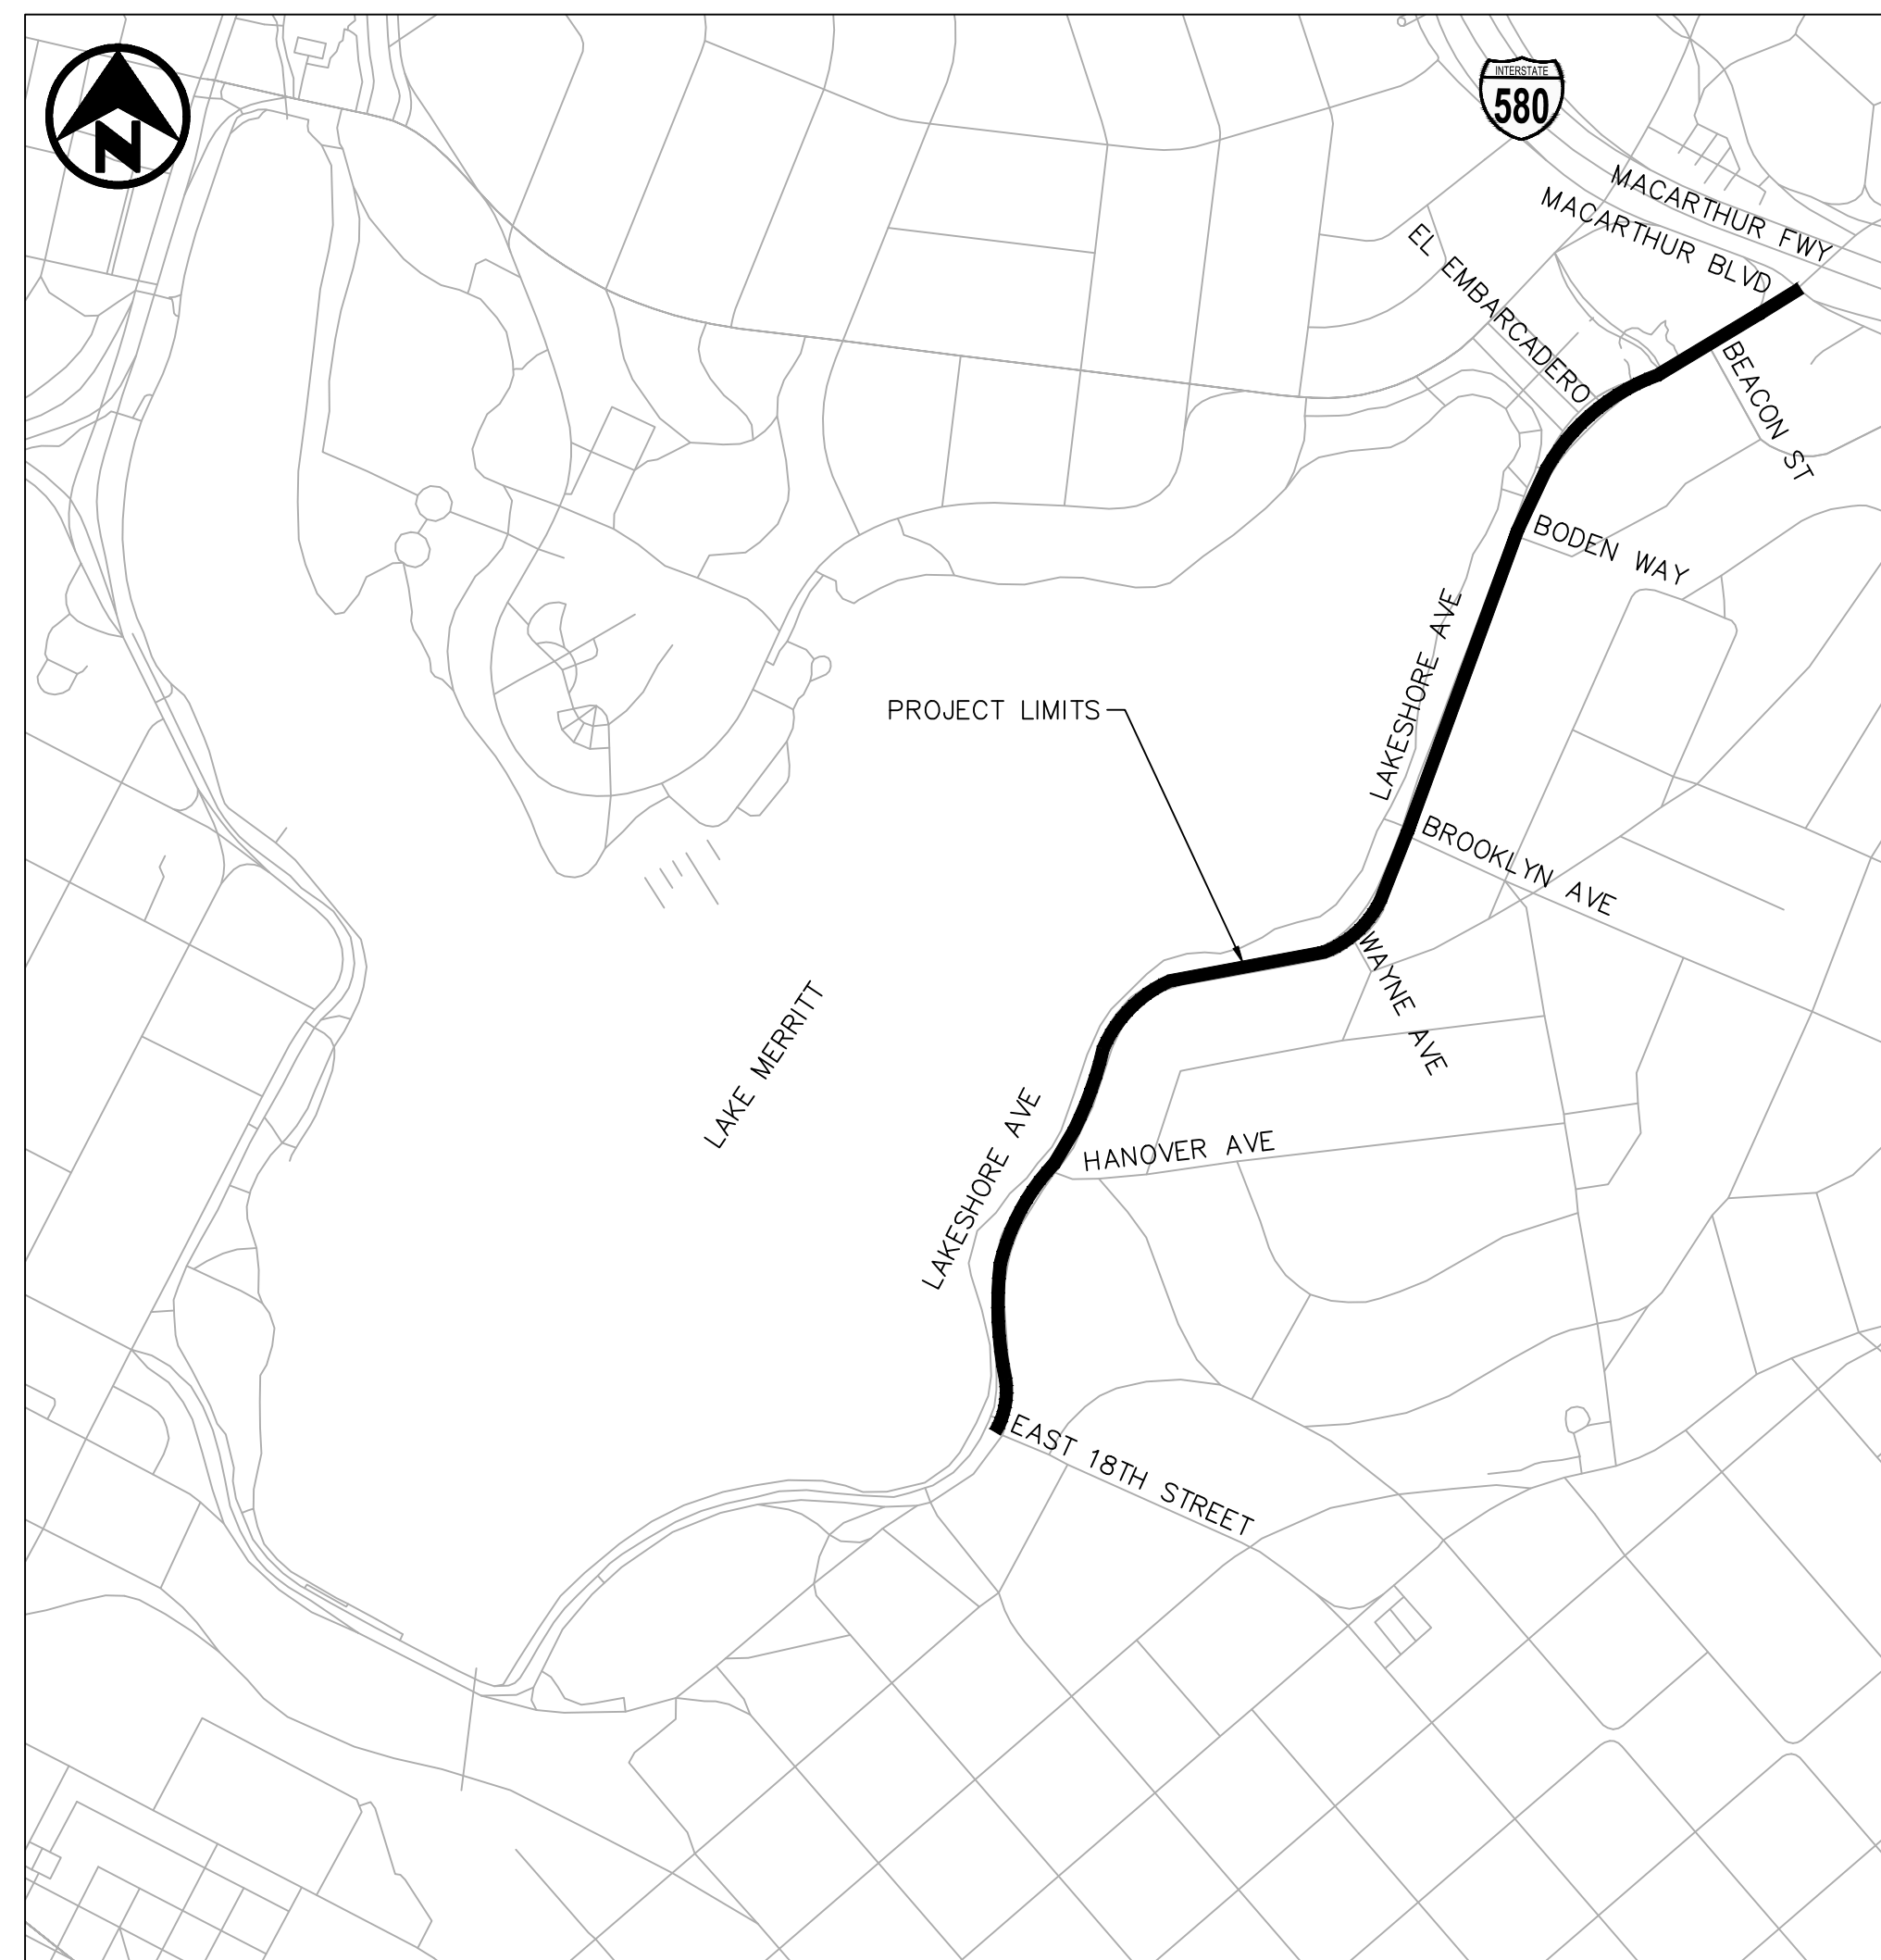 INTERSTATE
580
N
MACARTHUR FWY
MACARTHUR BLVD
EL EMBARCADERO
BEACON ST
BODEN WAY
LAKESHORE AVE
PROJECT LIMITS
BROOKLYN AVE
WAYNE AVE
LAKE MERRITT
LAKESHORE AVE
HANOVER AVE
EAST 18TH STREET